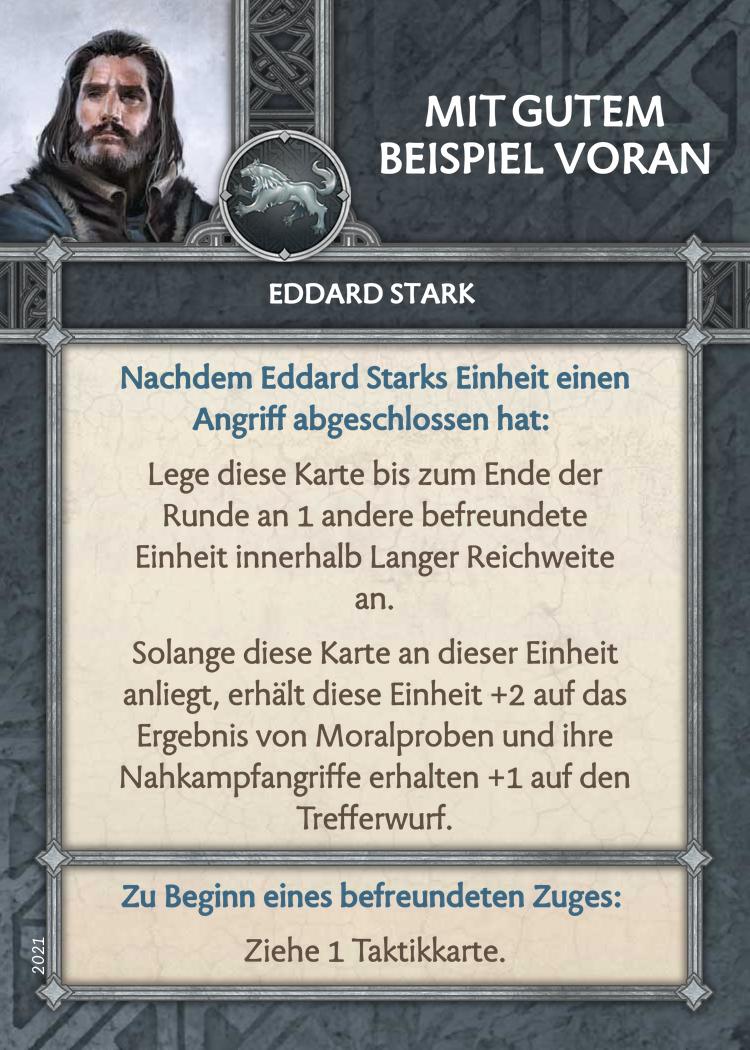 MIT GUTEM
BEISPIEL VORAN
EDDARD STARK
Nachdem Eddard Starks Einheit einen
Angriff abgeschlossen hat:
Lege diese Karte bis zum Ende der
Runde an 1 andere befreundete
Einheit innerhalb Langer Reichweite
an.
Solange diese Karte an dieser Einheit
anliegt, erhält diese Einheit +2 auf das
Ergebnis von Moralproben und ihre
Nahkampfangriffe erhalten +1 auf den
Trefferwurf.
Zu Beginn eines befreundeten Zuges:
Ziehe 1 Taktikkarte.
2021